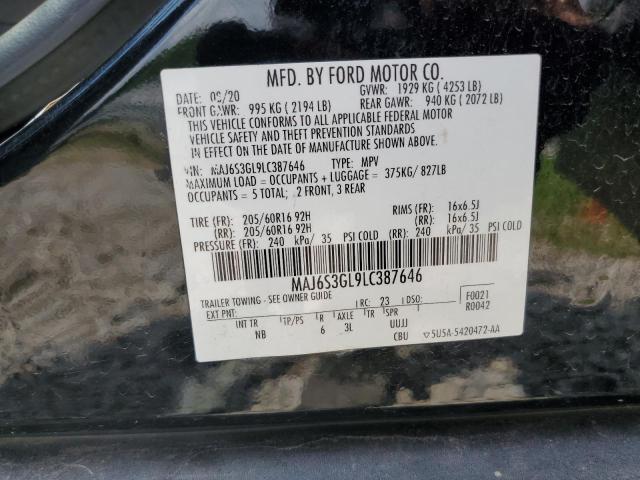 MFD. BY FORD MOTOR CO.
DATE: 09/20 GVWR: 1929 KG ( 4253 LB)
FRONT GAWR: 995 KG ( 2194 LB) REAR GAWR: 940 KG ( 2072 LB)
THIS VEHICLE CONFORMS TO ALL APPLICABLE FEDERAL MOTOR
VEHICLE SAFETY AND THEFT PREVENTION STANDARDS
IN EFFECT ON THE DATE OF MANUFACTURE SHOWN ABOVE.
VIN: MAJ6S3GL9LC387646 TYPE: MPV
MAXIMUM LOAD = OCCUPANTS + LUGGAGE = 375KG/ 827LB
OCCUPANTS = 5 TOTAL; 2 FRONT, 3 REAR
TIRE (FR): 205/60R16 92H RIMS (FR): 16x6.5J
(RR): 205/60R16 92H (RR): 16x6.5J
PRESSURE (FR): 240 kPa/ 35 PSI COLD (RR): 240 kPa/ 35 PSI COLD
MAJ6S3GL9LC387646
TRAILER TOWING - SEE OWNER GUIDE
EXT PNT: RC: 23 DSO: F0021
R0042
INT TR TP/PS R AXLE TR SPR
NB 6 3L UUJJ
CBU 5U5A-5420472-AA